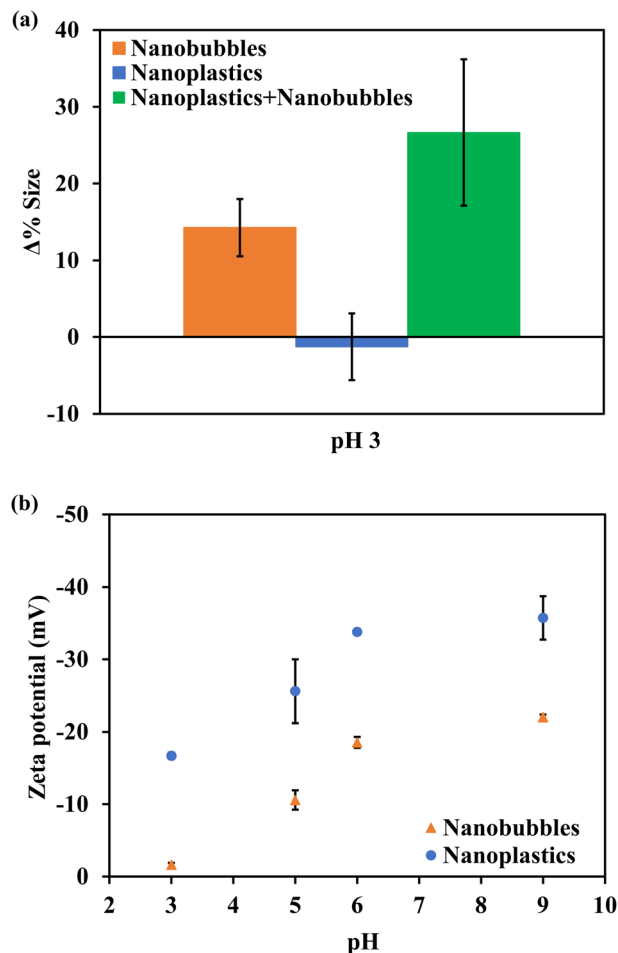 (a)
40
30
20
10
0
-10
Δ% Size
Nanobubbles
Nanoplastics
Nanoplastics+Nanobubbles
pH 3
(b)
-50
-40
-30
-20
-10
0
Zeta potential (mV)
Nanobubbles
Nanoplastics
2 3 4 5 6 7 8 9 10
pH